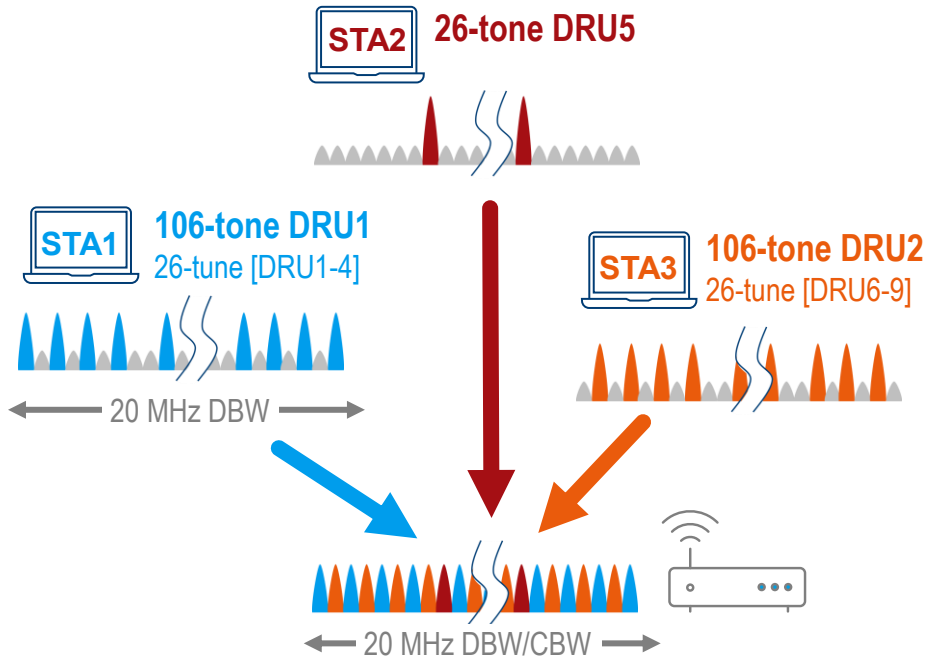 STA2
26-tone DRU5
STA1
106-tone DRU1
26-tune [DRU1-4]
STA3
106-tone DRU2
26-tune [DRU6-9]
20 MHz DBW
20 MHz DBW/CBW